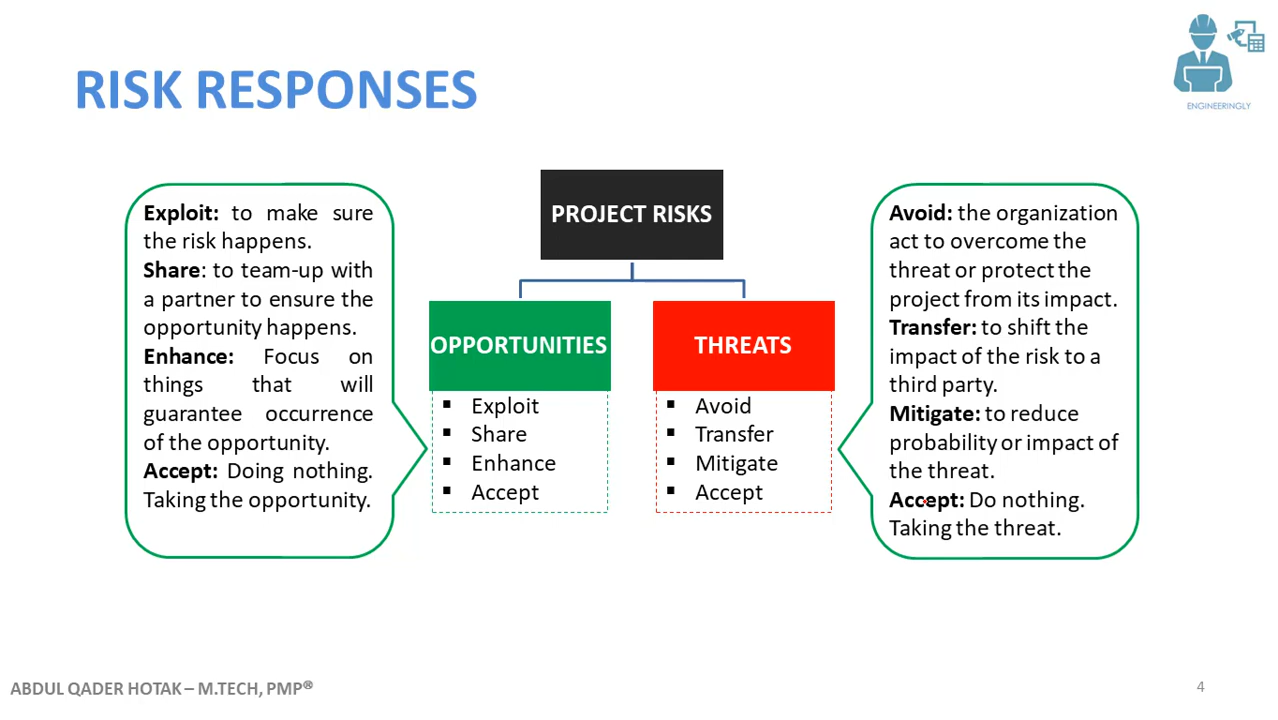 ENGINEERINGLY
RISK RESPONSES
Exploit: to make sure
the risk happens.
Share: to team-up with
a partner to ensure the
opportunity happens.
Enhance: Focus on
things that will
guarantee occurrence
of the opportunity.
Accept: Doing nothing.
Taking the opportunity.
PROJECT RISKS
OPPORTUNITIES
▪ Exploit
▪ Share
▪ Enhance
▪ Accept
THREATS
▪ Avoid
▪ Transfer
▪ Mitigate
▪ Accept
Avoid: the organization
act to overcome the
threat or protect the
project from its impact.
Transfer: to shift the
impact of the risk to a
third party.
Mitigate: to reduce
probability or impact of
the threat.
Accept: Do nothing.
Taking the threat.
ABDUL QADER HOTAK – M.TECH, PMP®
4